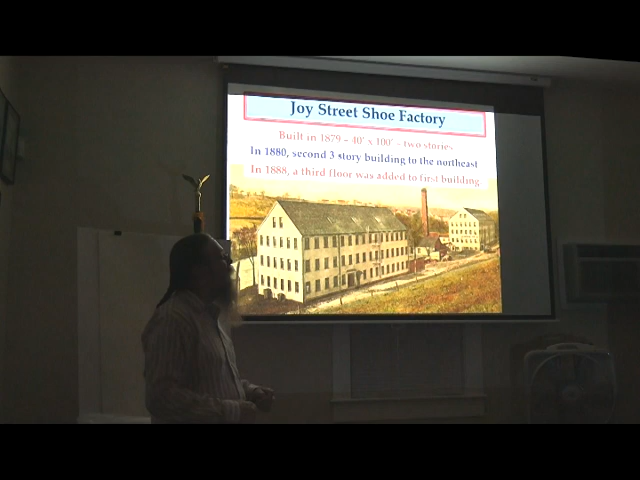 Joy Street Shoe Factory
Built in 1879 – 40' x 100' – two stories
In 1880, second 3 story building to the northeast
In 1888, a third floor was added to first building